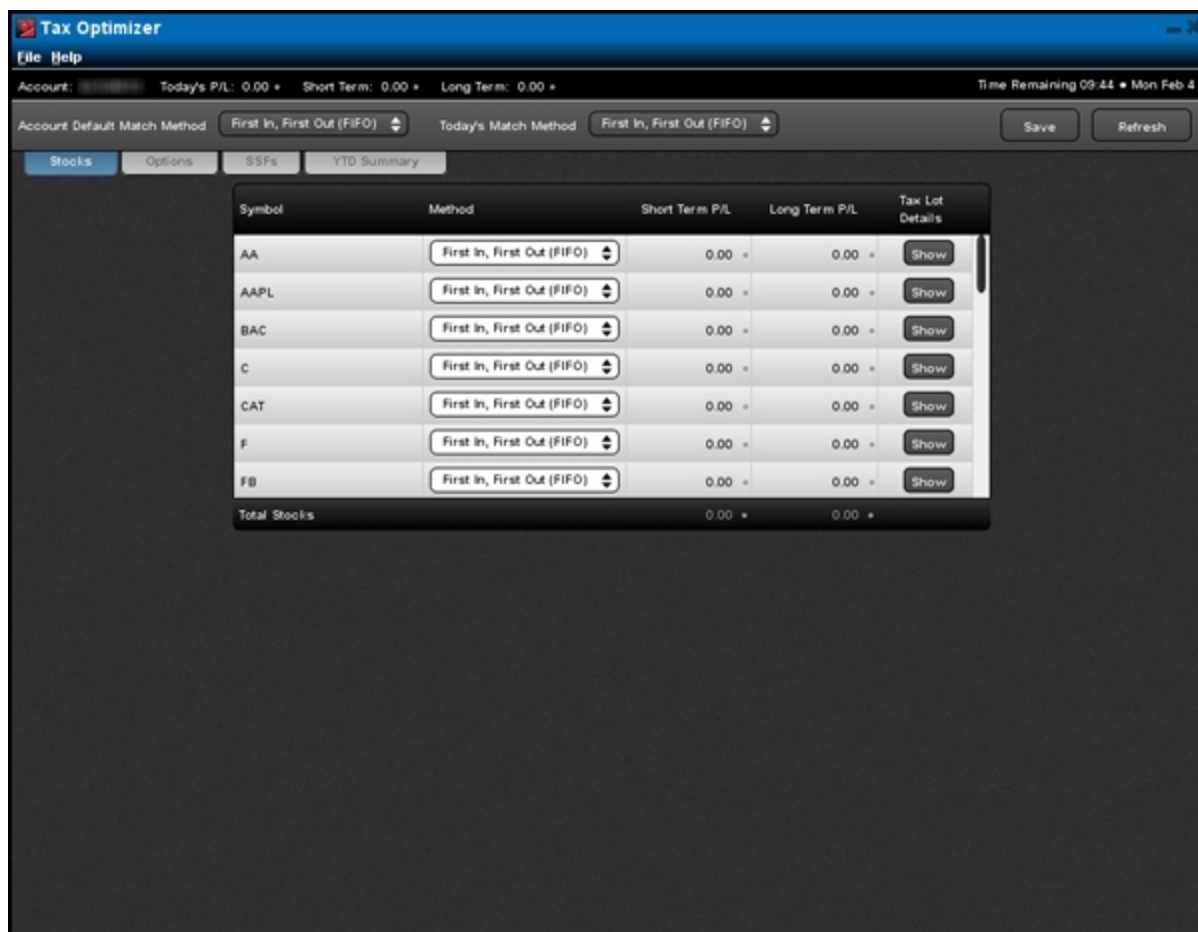 Tax Optimizer
File Help
Account: Today's P/L: 0.00 Short Term: 0.00 Long Term: 0.00 Time Remaining 09:44 • Mon Feb 4
Account Default Match Method First In, First Out (FIFO) Today's Match Method First In, First Out (FIFO) Save Refresh
Stocks Options SSFs YTD Summary
Symbol Method Short Term P/L Long Term P/L Tax Lot Details
AA First In, First Out (FIFO) 0.00 0.00 Show
AAPL First In, First Out (FIFO) 0.00 0.00 Show
BAC First In, First Out (FIFO) 0.00 0.00 Show
C First In, First Out (FIFO) 0.00 0.00 Show
CAT First In, First Out (FIFO) 0.00 0.00 Show
F First In, First Out (FIFO) 0.00 0.00 Show
FB First In, First Out (FIFO) 0.00 0.00 Show
Total Stocks 0.00 0.00